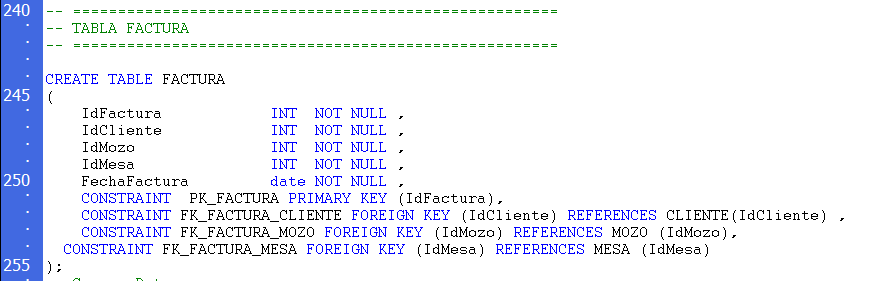 240 -- ======================================================
-- TABLA FACTURA
-- ======================================================
CREATE TABLE FACTURA
245 (
IdFactura INT NOT NULL ,
IdCliente INT NOT NULL ,
IdMozo INT NOT NULL ,
IdMesa INT NOT NULL ,
250 FechaFactura date NOT NULL ,
CONSTRAINT PK_FACTURA PRIMARY KEY (IdFactura),
CONSTRAINT FK_FACTURA_CLIENTE FOREIGN KEY (IdCliente) REFERENCES CLIENTE(IdCliente) ,
CONSTRAINT FK_FACTURA_MOZO FOREIGN KEY (IdMozo) REFERENCES MOZO (IdMozo),
CONSTRAINT FK_FACTURA_MESA FOREIGN KEY (IdMesa) REFERENCES MESA (IdMesa)
255 );